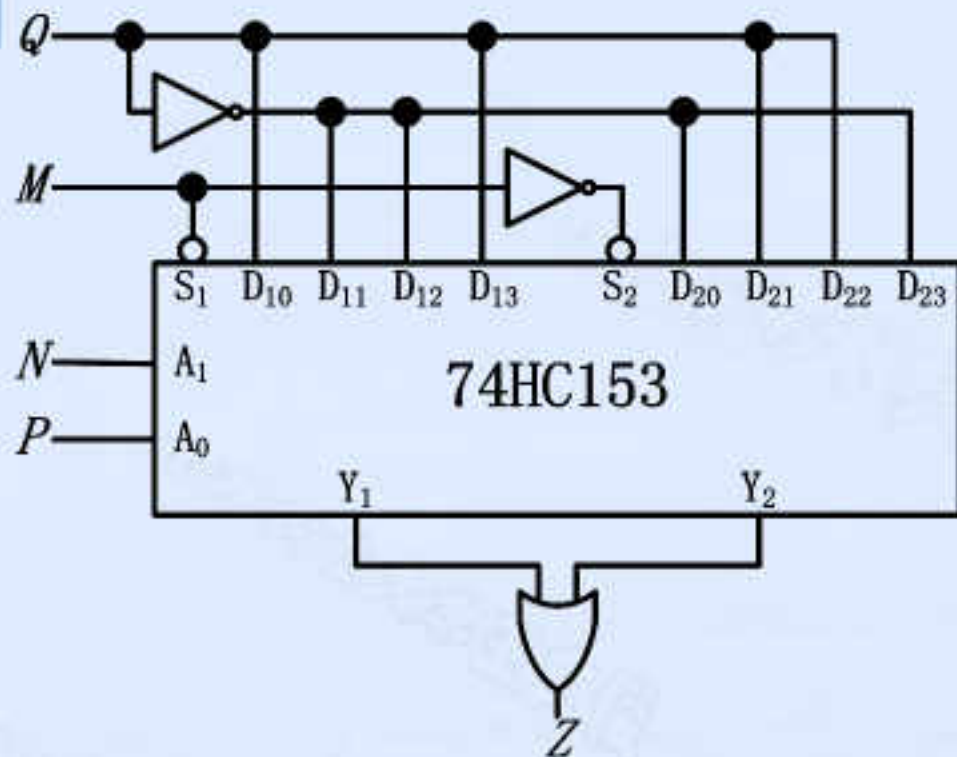 Q
M
S₁ D₁₀ D₁₁ D₁₂ D₁₃ S₂ D₂₀ D₂₁ D₂₂ D₂₃
N A₁
74HC153
P A₀
Y₁ Y₂
Z